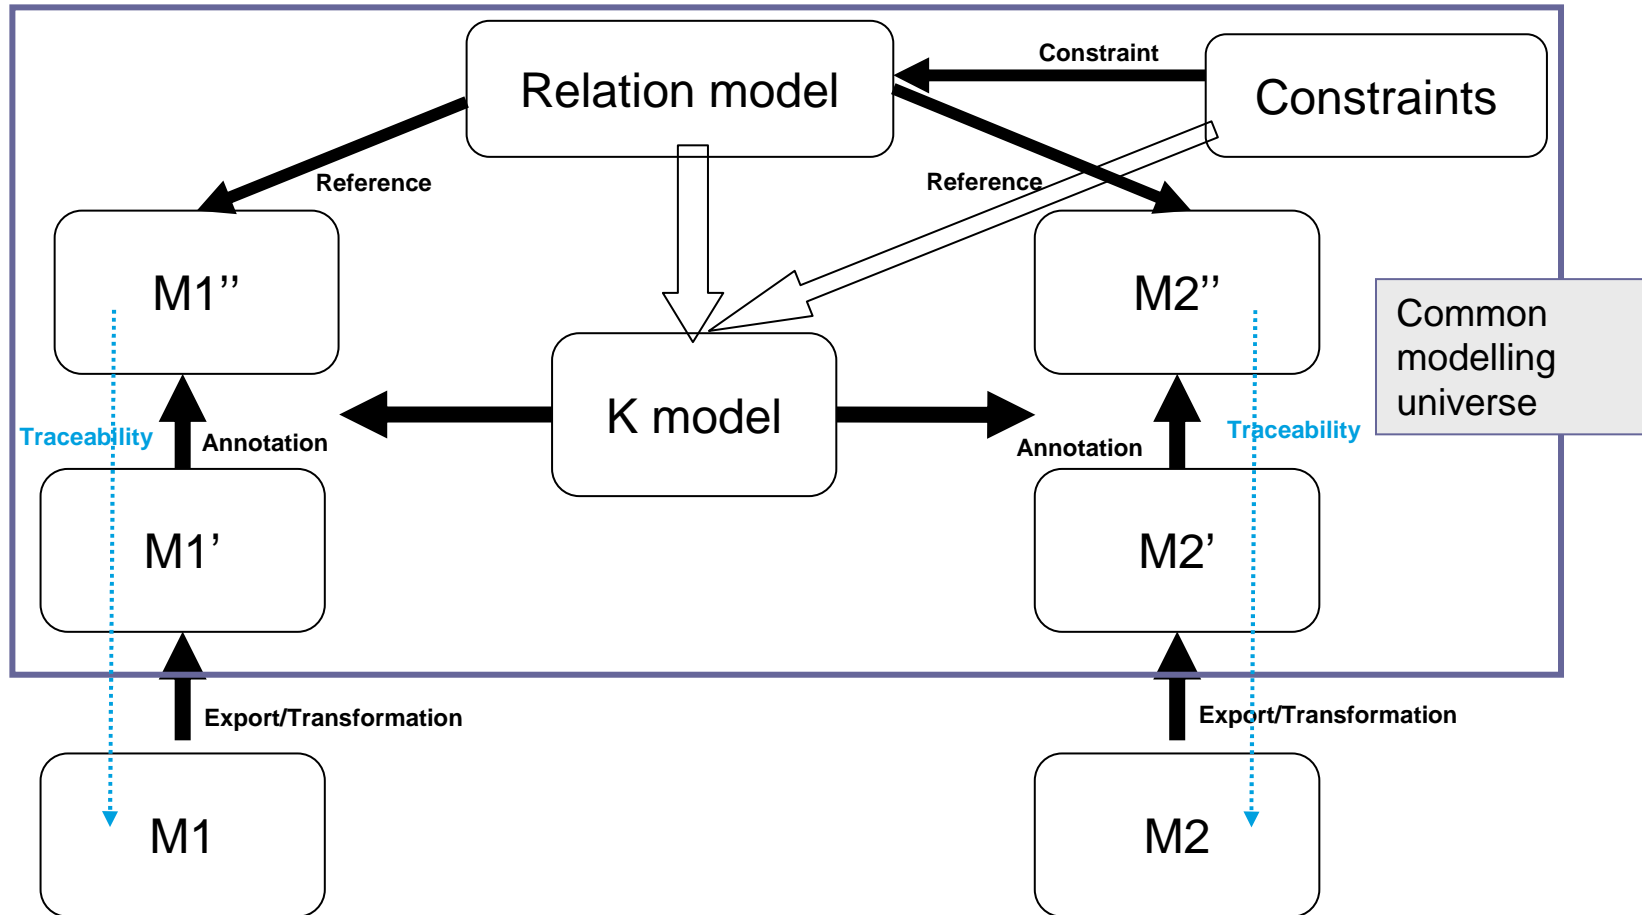 Relation model
Constraint
Constraints
Reference
Reference
M1’’
M2’’
Common
modelling
universe
K model
Traceability
Annotation
Annotation
Traceability
M1’
M2’
Export/Transformation
Export/Transformation
M1
M2